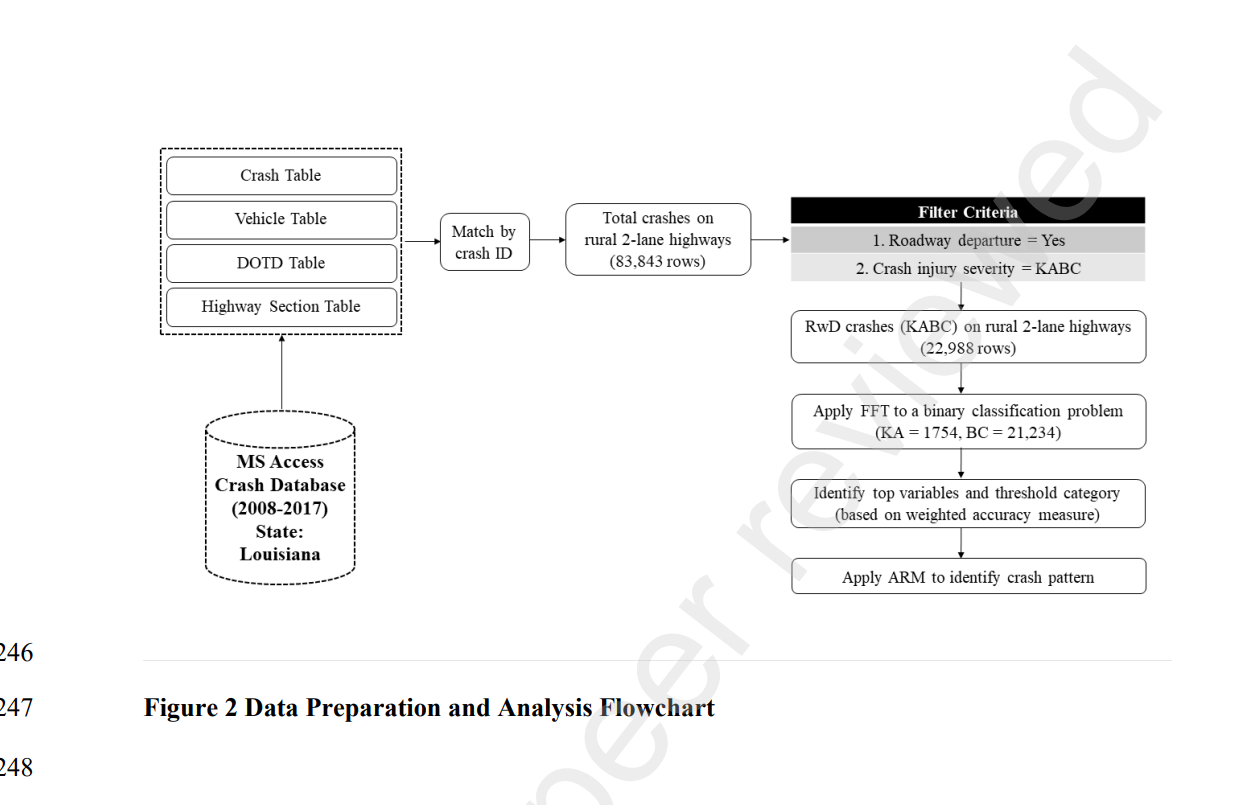 Crash Table
Vehicle Table
DOTD Table
Highway Section Table
MS Access
Crash Database
(2008-2017)
State:
Louisiana
Match by
crash ID
Total crashes on
rural 2-lane highways
(83,843 rows)
Filter Criteria
1. Roadway departure = Yes
2. Crash injury severity = KABC
RwD crashes (KABC) on rural 2-lane highways
(22,988 rows)
Apply FFT to a binary classification problem
(KA = 1754, BC = 21,234)
Identify top variables and threshold category
(based on weighted accuracy measure)
Apply ARM to identify crash pattern
246
247
Figure 2 Data Preparation and Analysis Flowchart
248
peer reviewed